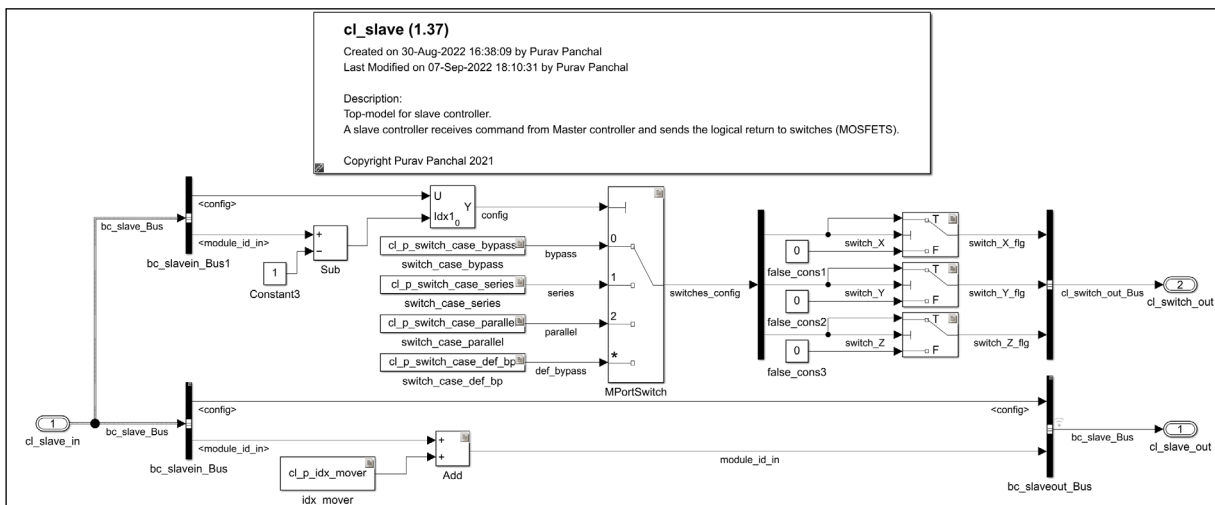 cl_slave (1.37)
Created on 30-Aug-2022 16:38:09 by Purav Panchal
Last Modified on 07-Sep-2022 18:10:31 by Purav Panchal
Description:
Top-model for slave controller.
A slave controller receives command from Master controller and sends the logical return to switches (MOSFETS).
Copyright Purav Panchal 2021
bc_slave_Bus
<config>
<module_id_in>
bc_slavein_Bus1
1
Constant3
+
−
Sub
U
Idx1
0
Y
config
cl_p_switch_case_bypass
switch_case_bypass
bypass
cl_p_switch_case_series
switch_case_series
series
cl_p_switch_case_paralle
switch_case_parallel
parallel
cl_p_switch_case_def_bp
switch_case_def_bp
def_bypass
0
1
2
*
MPortSwitch
switches_config
switch_X
0
false_cons1
T
F
switch_X_flg
switch_Y
0
false_cons2
T
F
switch_Y_flg
switch_Z
0
false_cons3
T
F
switch_Z_flg
cl_switch_out_Bus
2
cl_switch_out
1
cl_slave_in
bc_slave_Bus
<config>
<module_id_in>
bc_slavein_Bus
cl_p_idx_mover
idx_mover
+
+
Add
module_id_in
<config>
bc_slaveout_Bus
bc_slave_Bus
1
cl_slave_out